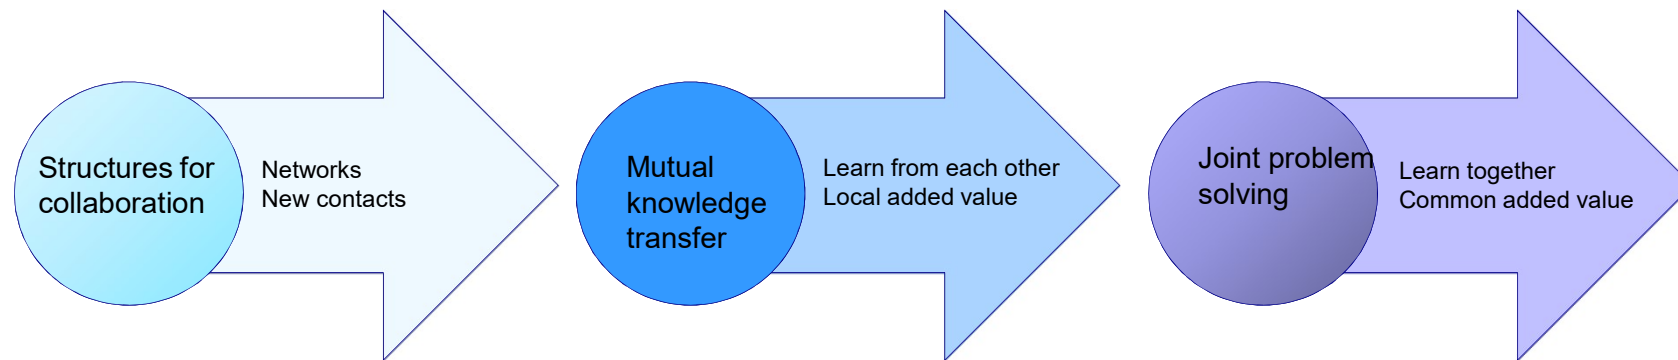 Structures for
collaboration
Networks
New contacts
Mutual
knowledge
transfer
Learn from each other
Local added value
Joint problem
solving
Learn together
Common added value